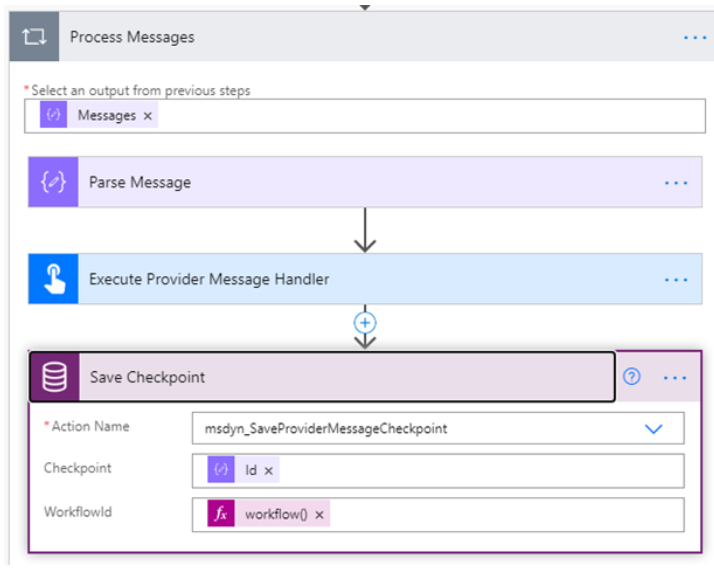 Process Messages
*Select an output from previous steps
Messages ×
Parse Message
Execute Provider Message Handler
Save Checkpoint
*Action Name
msdyn_SaveProviderMessageCheckpoint
Checkpoint
Id ×
WorkflowId
fx workflow() ×